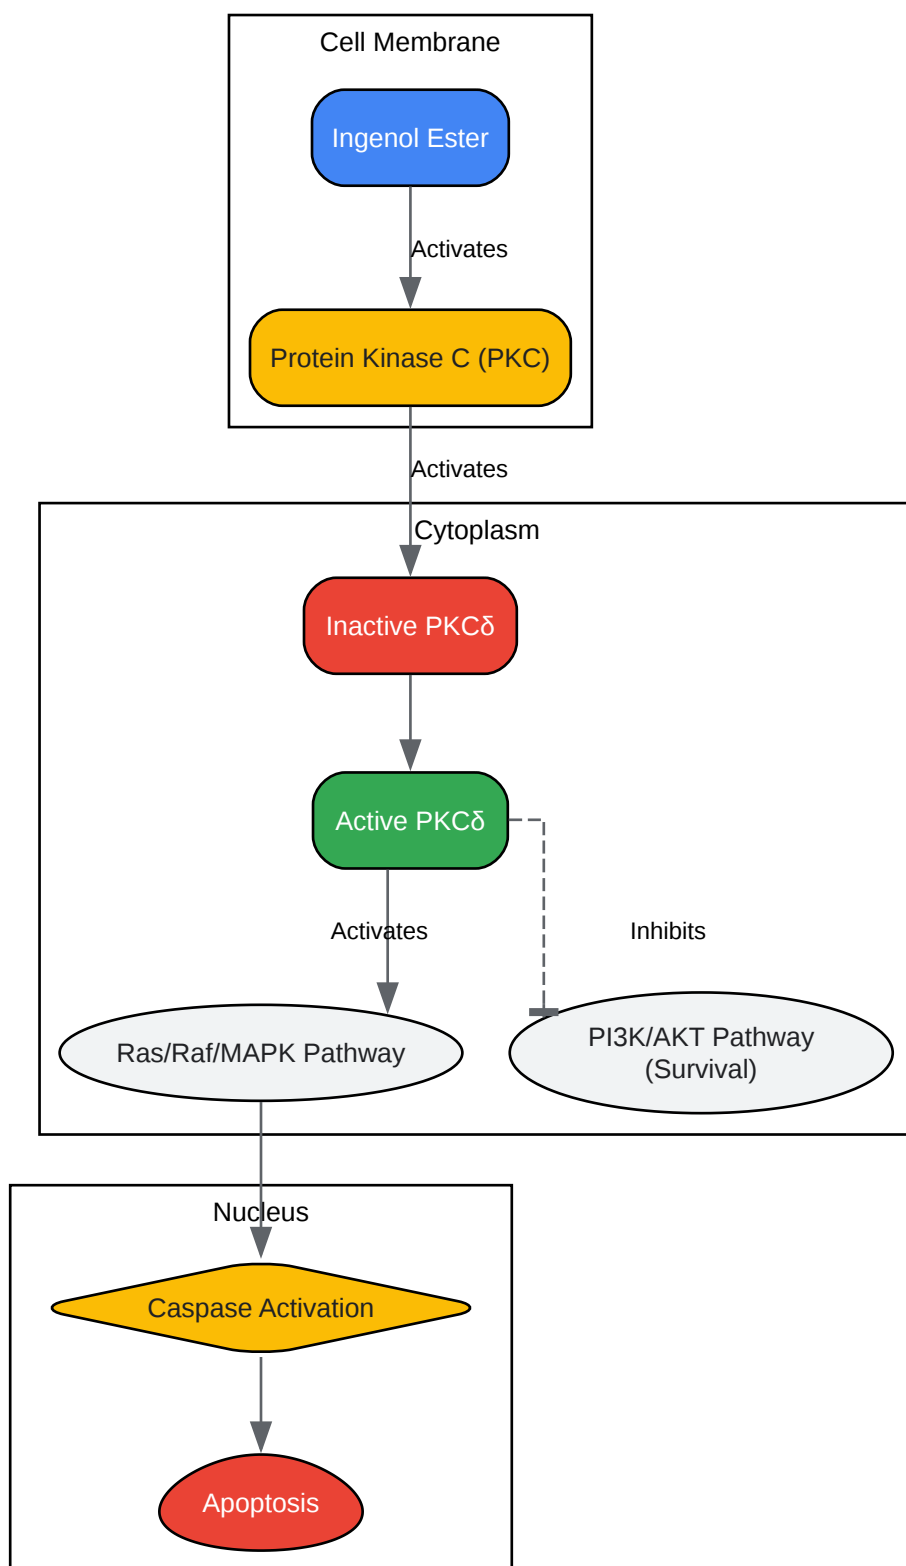 Cell Membrane
Ingenol Ester
Activates
Protein Kinase C (PKC)
Activates
Cytoplasm
Inactive PKCδ
Active PKCδ
Activates
Inhibits
Ras/Raf/MAPK Pathway
PI3K/AKT Pathway
(Survival)
Nucleus
Caspase Activation
Apoptosis